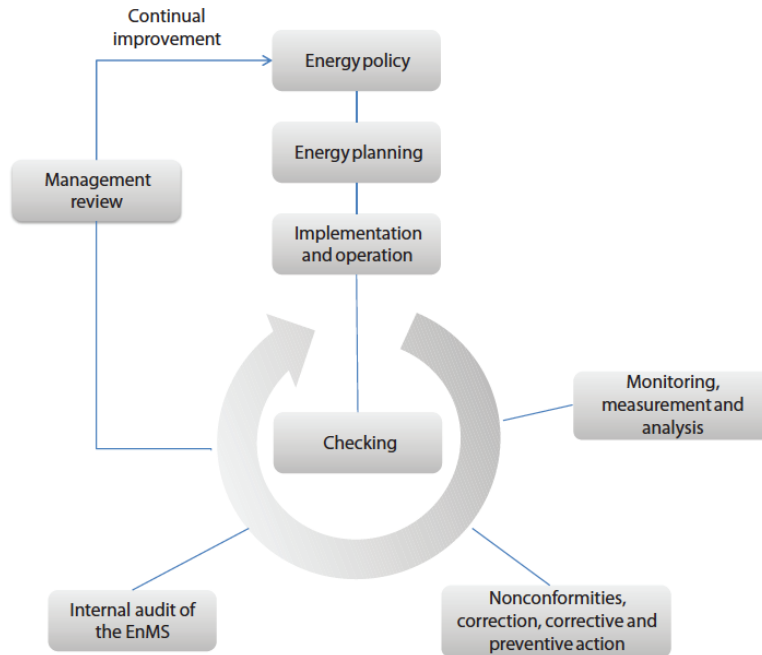 Continual
improvement
Energy policy
Energy planning
Management
review
Implementation
and operation
Monitoring,
measurement and
analysis
Checking
Internal audit of
the EnMS
Nonconformities,
correction, corrective and
preventive action